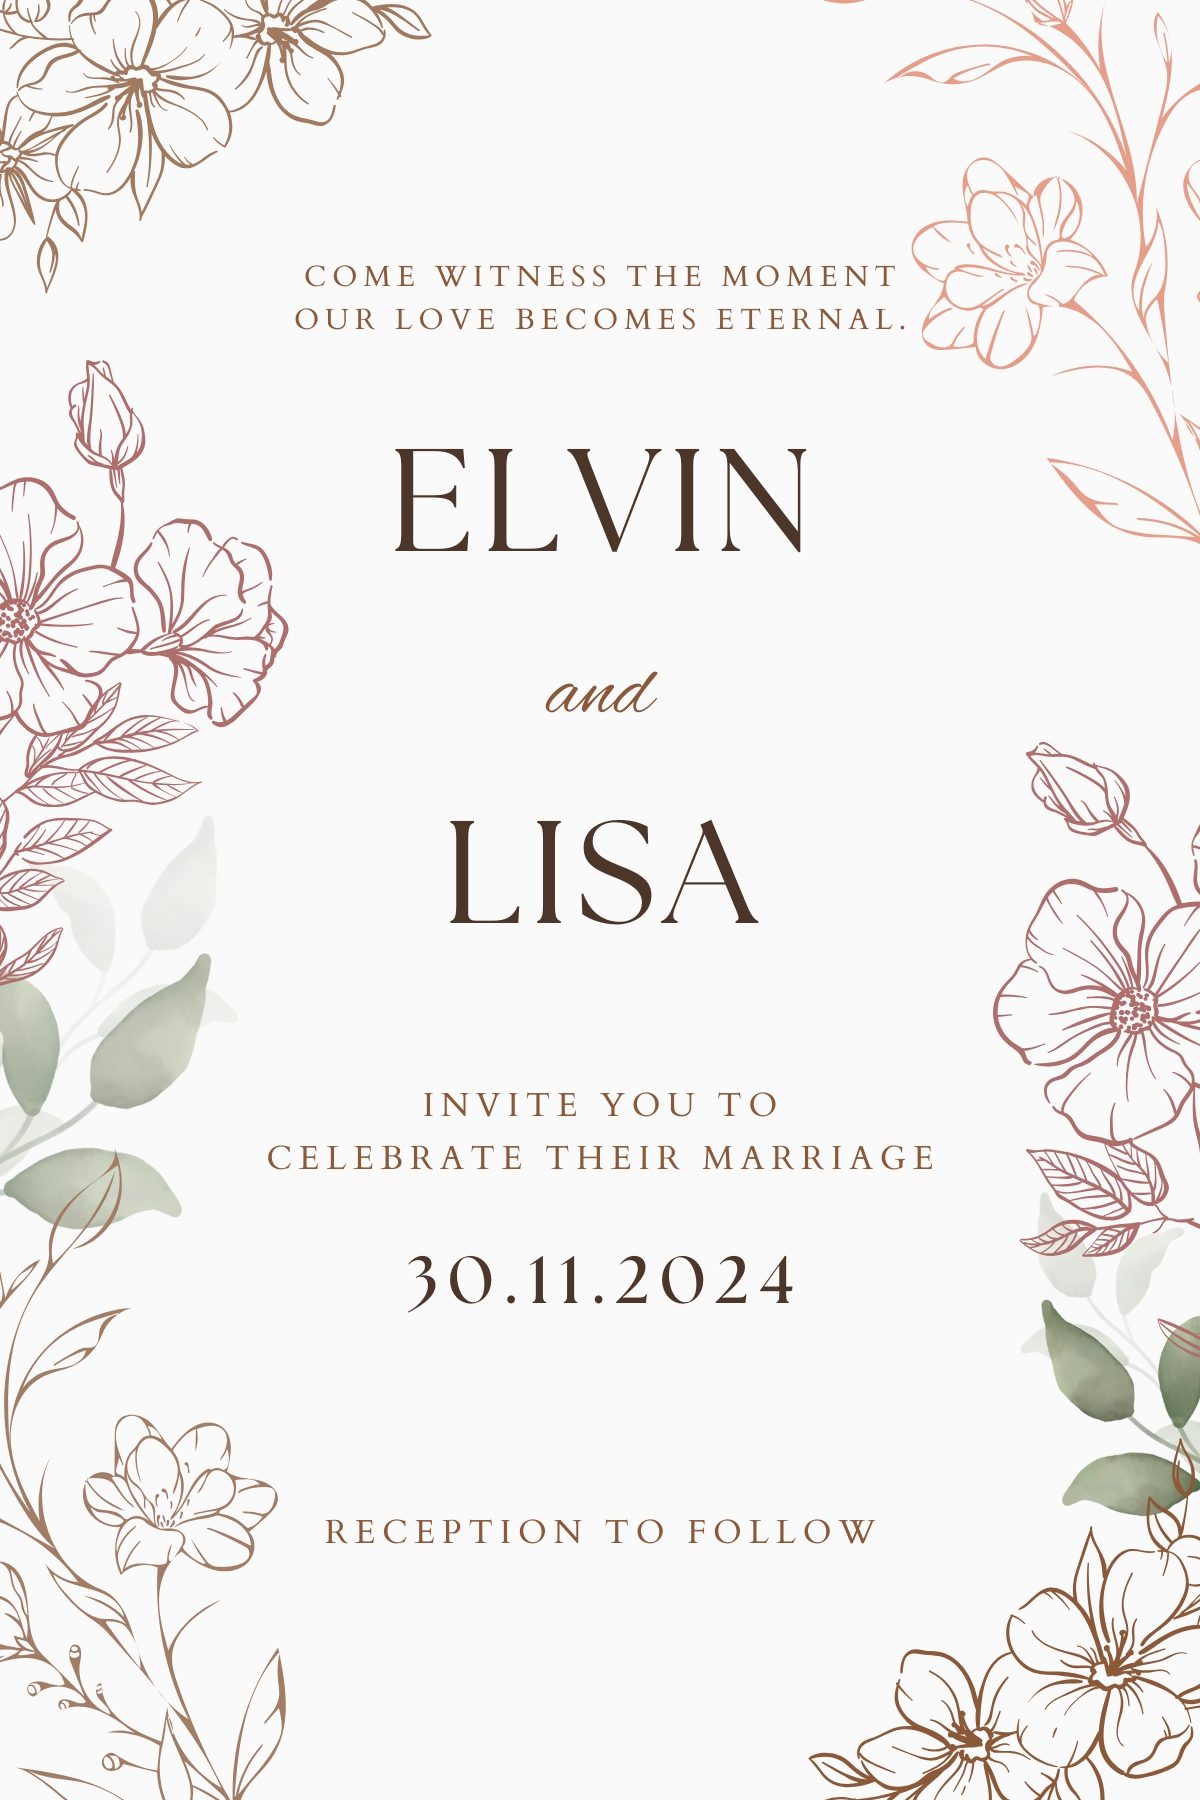 COME WITNESS THE MOMENT
OUR LOVE BECOMES ETERNAL.
ELVIN
and
LISA
INVITE YOU TO
CELEBRATE THEIR MARRIAGE
30.11.2024
RECEPTION TO FOLLOW